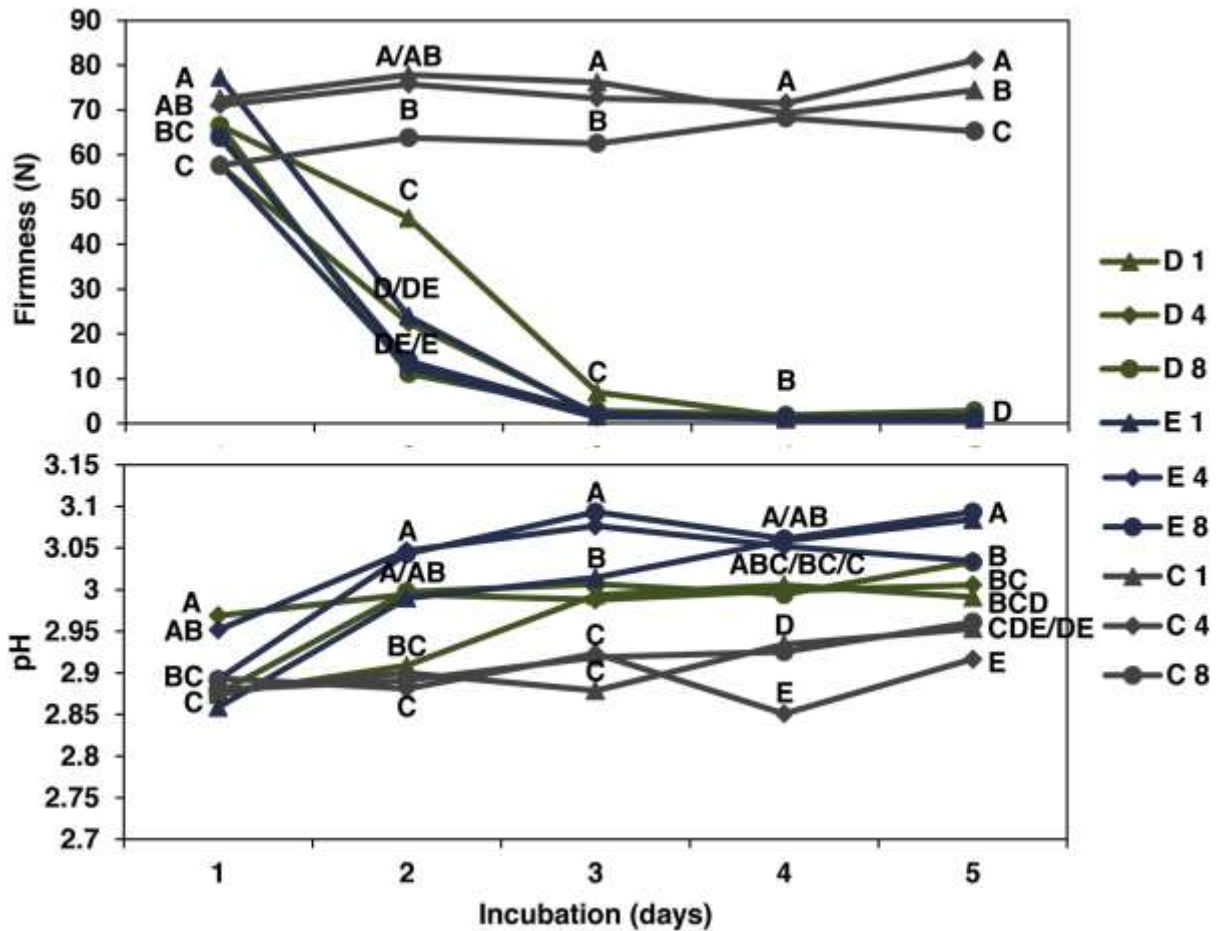 90
80
70
60
50
40
30
20
10
0
Firmness (N)
A
AB
BC
C
A/AB
B
C
D/DE
DE/E
A
B
C
A
B
A
B
C
D
3.15
3.1
3.05
3
2.95
2.9
2.85
2.8
2.75
2.7
pH
A
AB
BC
C
A
A/AB
BC
C
A
B
C
C
A/AB
ABC/BC/C
D
E
A
B
BC
BCD
CDE/DE
E
1 2 3 4 5
Incubation (days)
D 1
D 4
D 8
E 1
E 4
E 8
C 1
C 4
C 8